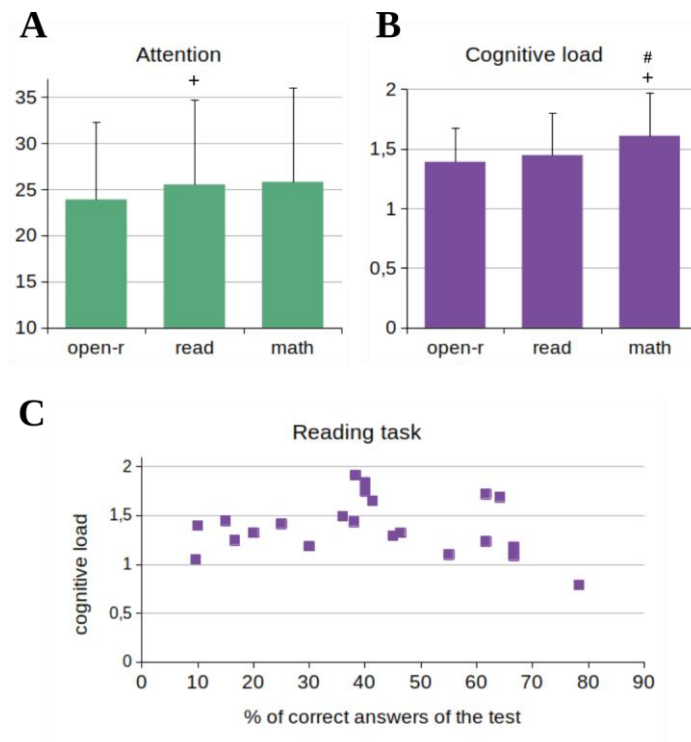 A
Attention
+
35
30
25
20
15
10
open-r read math
B
Cognitive load
#
+
2
1,5
1
0,5
0
open-r read math
C
Reading task
cognitive load
2
1,5
1
0,5
0
0 10 20 30 40 50 60 70 80 90
% of correct answers of the test